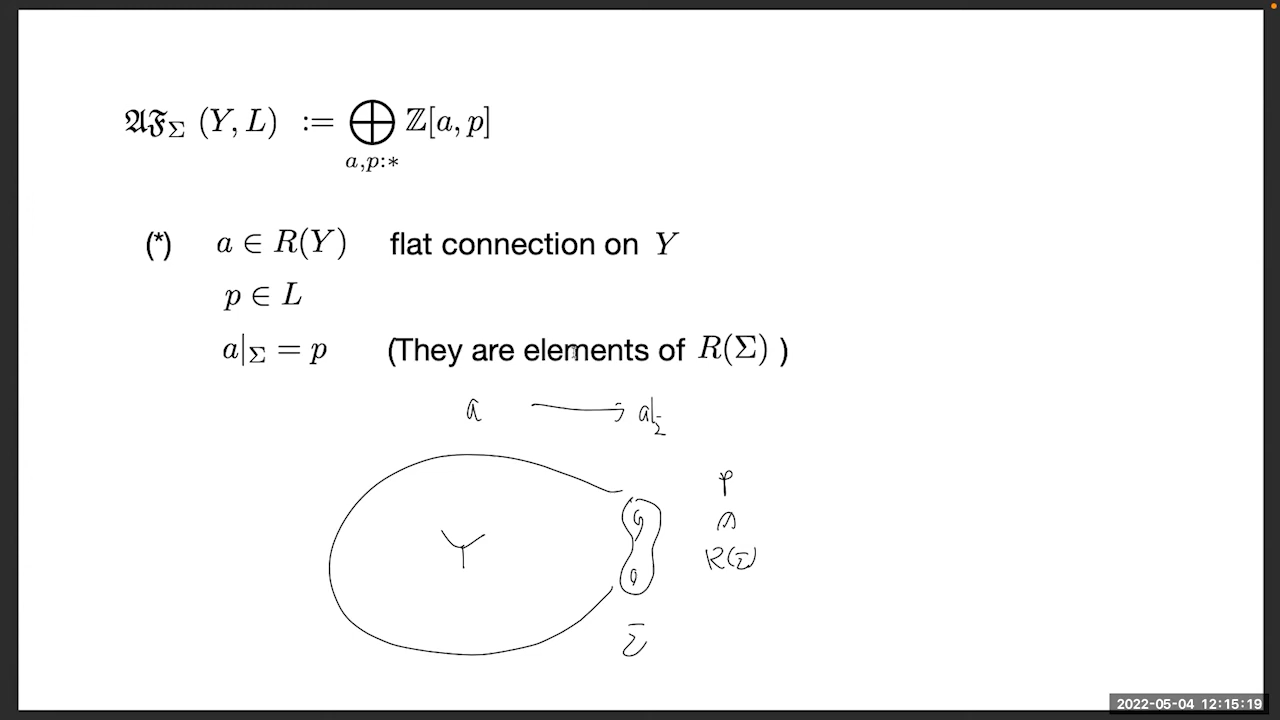 𝔄𝔉_Σ (Y, L) := ⨁ ℤ[a, p]
a,p:*
(*) a ∈ R(Y) flat connection on Y
p ∈ L
a|_Σ = p (They are elements of R(Σ) )
a ⟶ a|_Σ
Y
p
∩
R(Σ)
Σ
2022-05-04 12:15:19